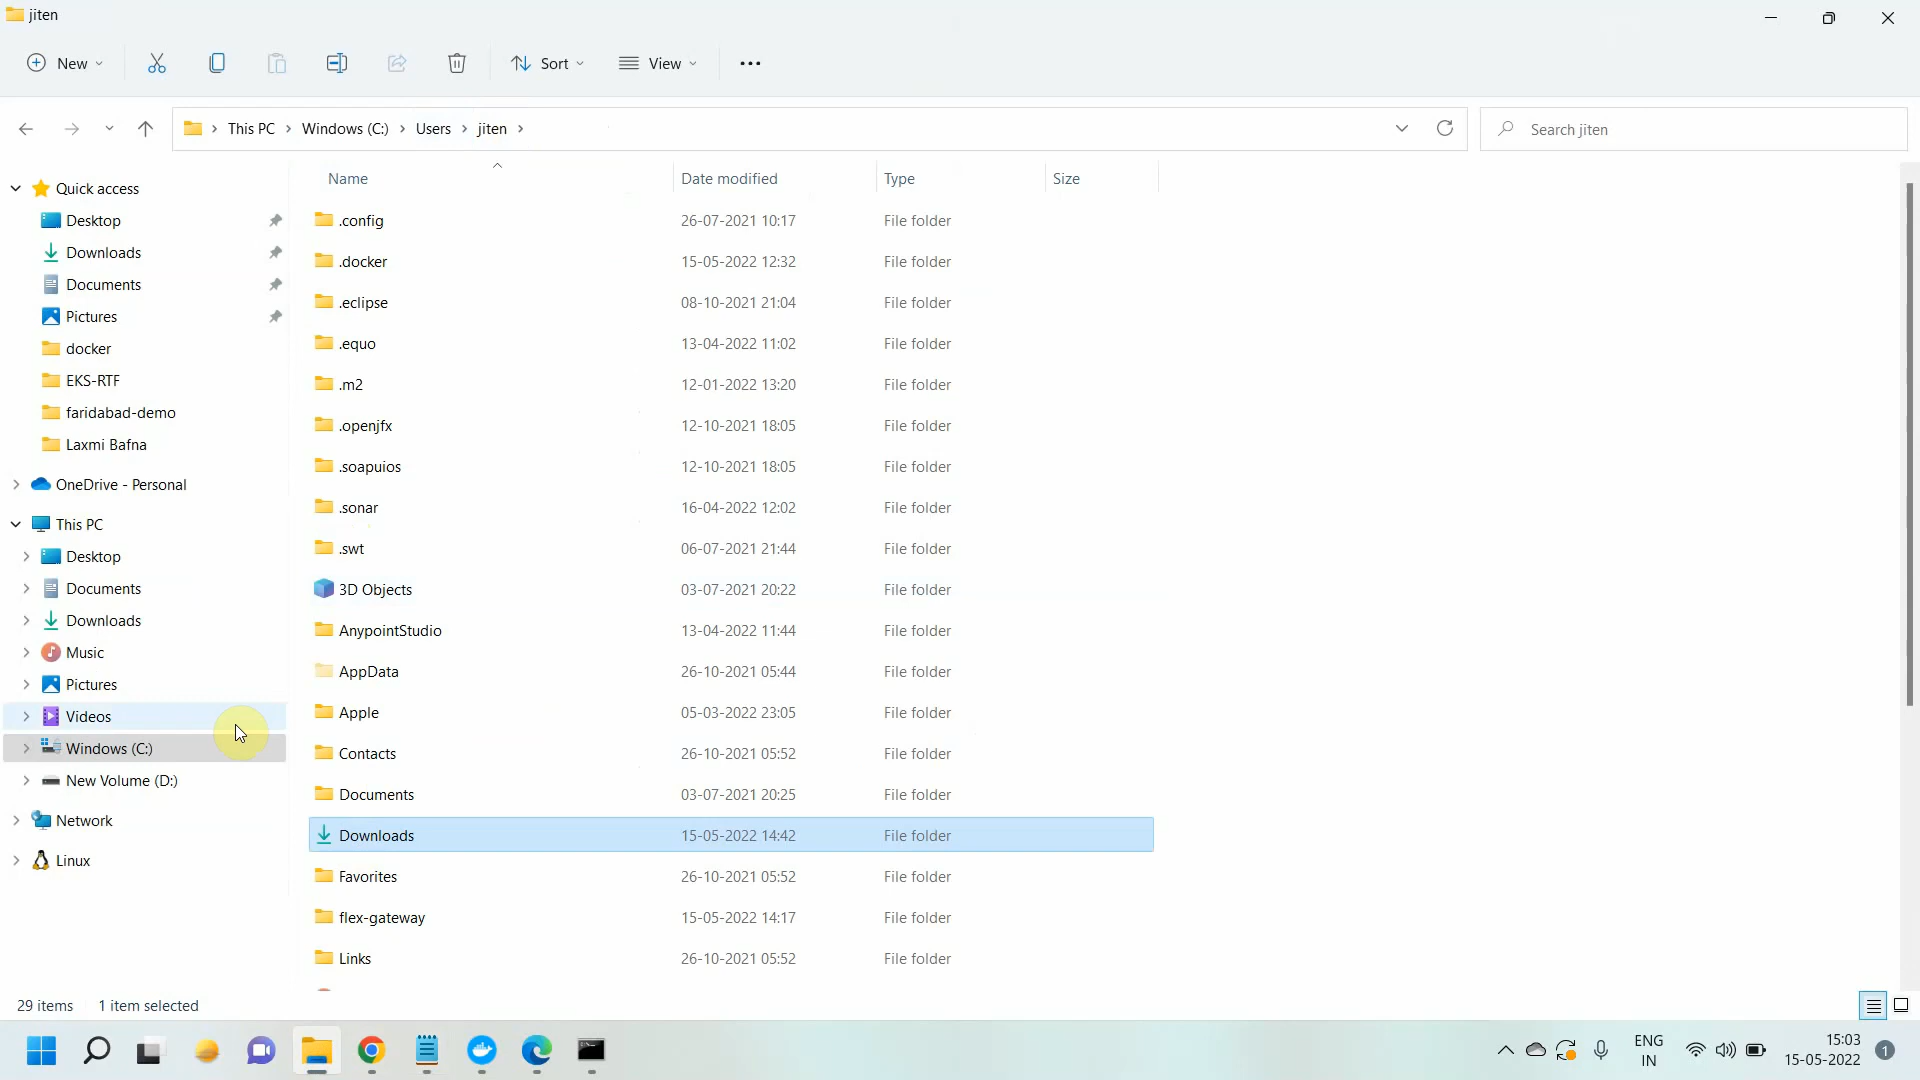 jiten
New
Sort
View
This PC
Windows (C:)
Users
jiten
Search jiten
Quick access
Desktop
Downloads
Documents
Pictures
docker
EKS-RTF
faridabad-demo
Laxmi Bafna
OneDrive - Personal
This PC
Desktop
Documents
Downloads
Music
Pictures
Videos
Windows (C:)
New Volume (D:)
Network
Linux
Name Date modified Type Size
.config 26-07-2021 10:17 File folder
.docker 15-05-2022 12:32 File folder
.eclipse 08-10-2021 21:04 File folder
.equo 13-04-2022 11:02 File folder
.m2 12-01-2022 13:20 File folder
.openjfx 12-10-2021 18:05 File folder
.soapuios 12-10-2021 18:05 File folder
.sonar 16-04-2022 12:02 File folder
.swt 06-07-2021 21:44 File folder
3D Objects 03-07-2021 20:22 File folder
AnypointStudio 13-04-2022 11:44 File folder
AppData 26-10-2021 05:44 File folder
Apple 05-03-2022 23:05 File folder
Contacts 26-10-2021 05:52 File folder
Documents 03-07-2021 20:25 File folder
Downloads 15-05-2022 14:42 File folder
Favorites 26-10-2021 05:52 File folder
flex-gateway 15-05-2022 14:17 File folder
Links 26-10-2021 05:52 File folder
29 items 1 item selected
ENG
IN
15:03
15-05-2022
1